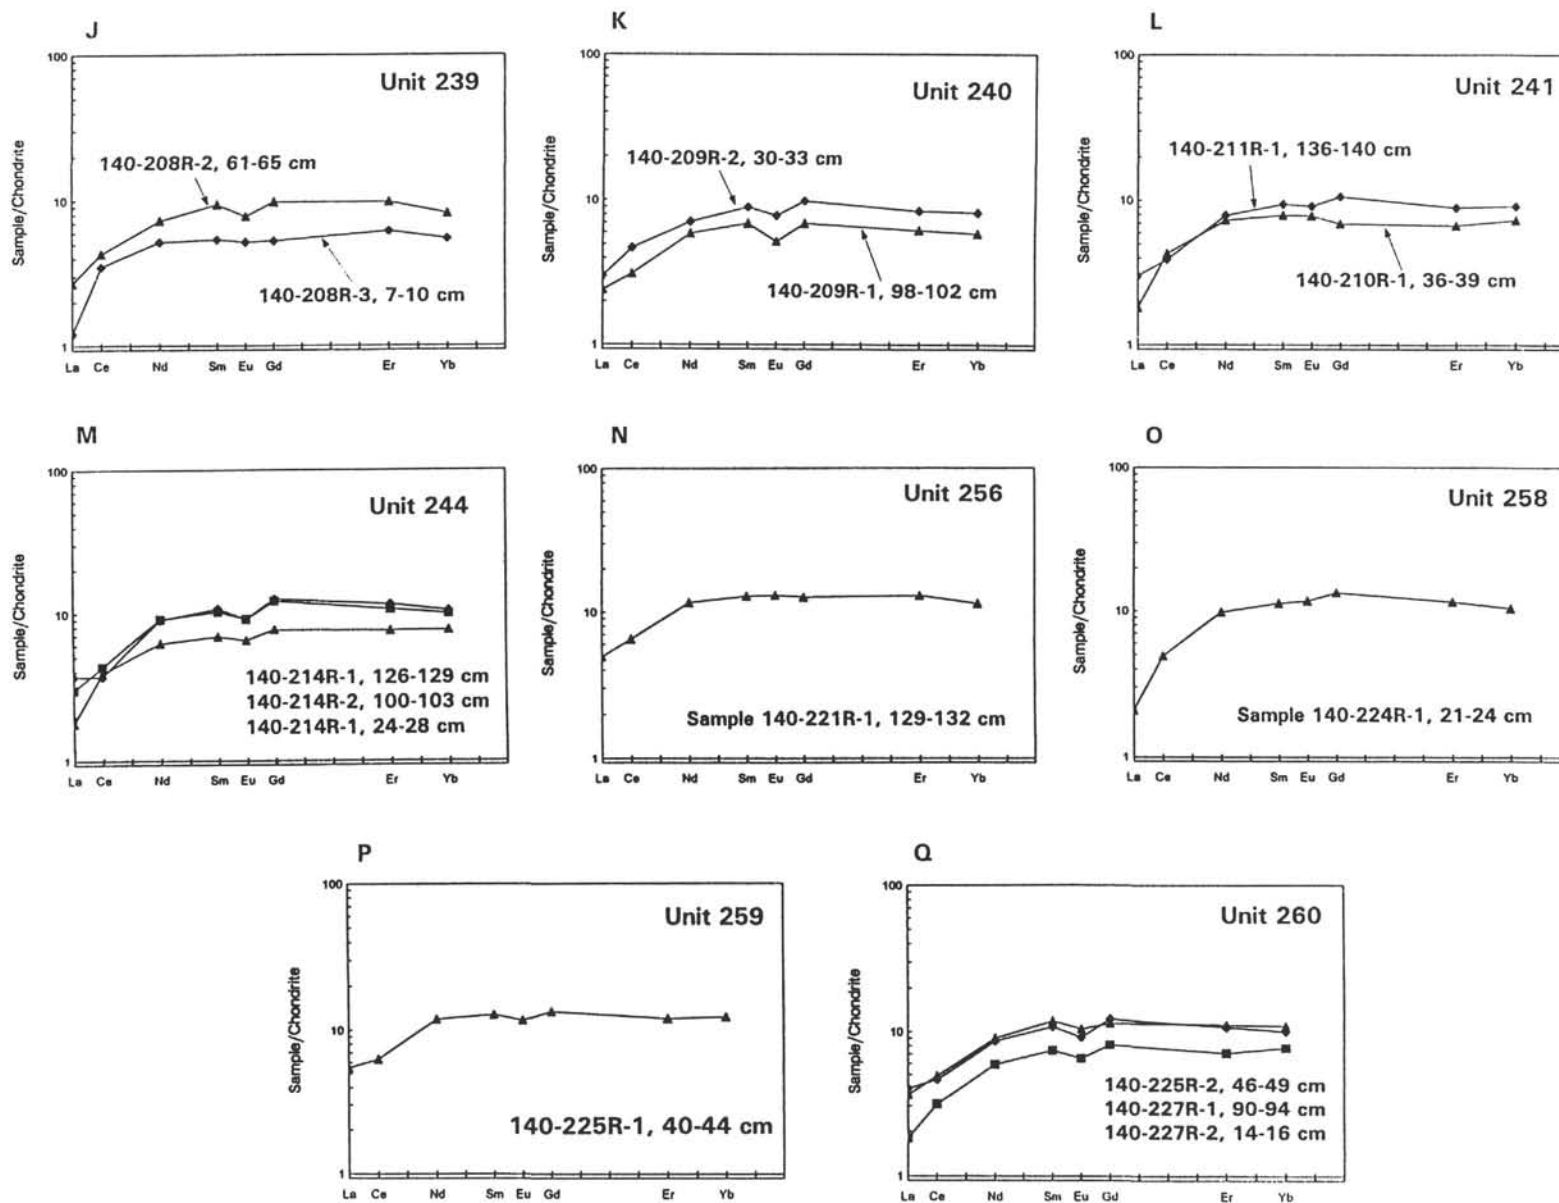 J
100
Unit 239
140-208R-2, 61-65 cm
10
Sample/Chondrite
140-208R-3, 7-10 cm
1
La Ce Nd Sm Eu Gd Er Yb
K
100
Unit 240
140-209R-2, 30-33 cm
10
Sample/Chondrite
140-209R-1, 98-102 cm
1
La Ce Nd Sm Eu Gd Er Yb
L
100
Unit 241
140-211R-1, 136-140 cm
10
Sample/Chondrite
140-210R-1, 36-39 cm
1
La Ce Nd Sm Eu Gd Er Yb
M
100
Unit 244
10
Sample/Chondrite
140-214R-1, 126-129 cm
140-214R-2, 100-103 cm
140-214R-1, 24-28 cm
1
La Ce Nd Sm Eu Gd Er Yb
N
100
Unit 256
10
Sample/Chondrite
Sample 140-221R-1, 129-132 cm
1
La Ce Nd Sm Eu Gd Er Yb
O
100
Unit 258
10
Sample/Chondrite
Sample 140-224R-1, 21-24 cm
1
La Ce Nd Sm Eu Gd Er Yb
P
100
Unit 259
10
Sample/Chondrite
140-225R-1, 40-44 cm
1
La Ce Nd Sm Eu Gd Er Yb
Q
100
Unit 260
10
Sample/Chondrite
140-225R-2, 46-49 cm
140-227R-1, 90-94 cm
140-227R-2, 14-16 cm
1
La Ce Nd Sm Eu Gd Er Yb